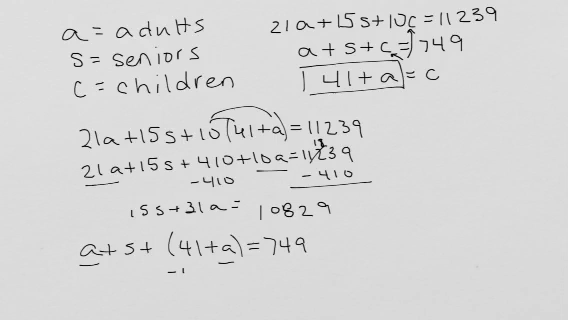 a = adults
s = seniors
c = children
21a+15s+10c=11239
a+s+c=749
41+a=c
21a+15s+10(41+a)=11239
21a+15s+410+10a=11239
-410 -410
15s+31a= 10829
a+s+(41+a)=749